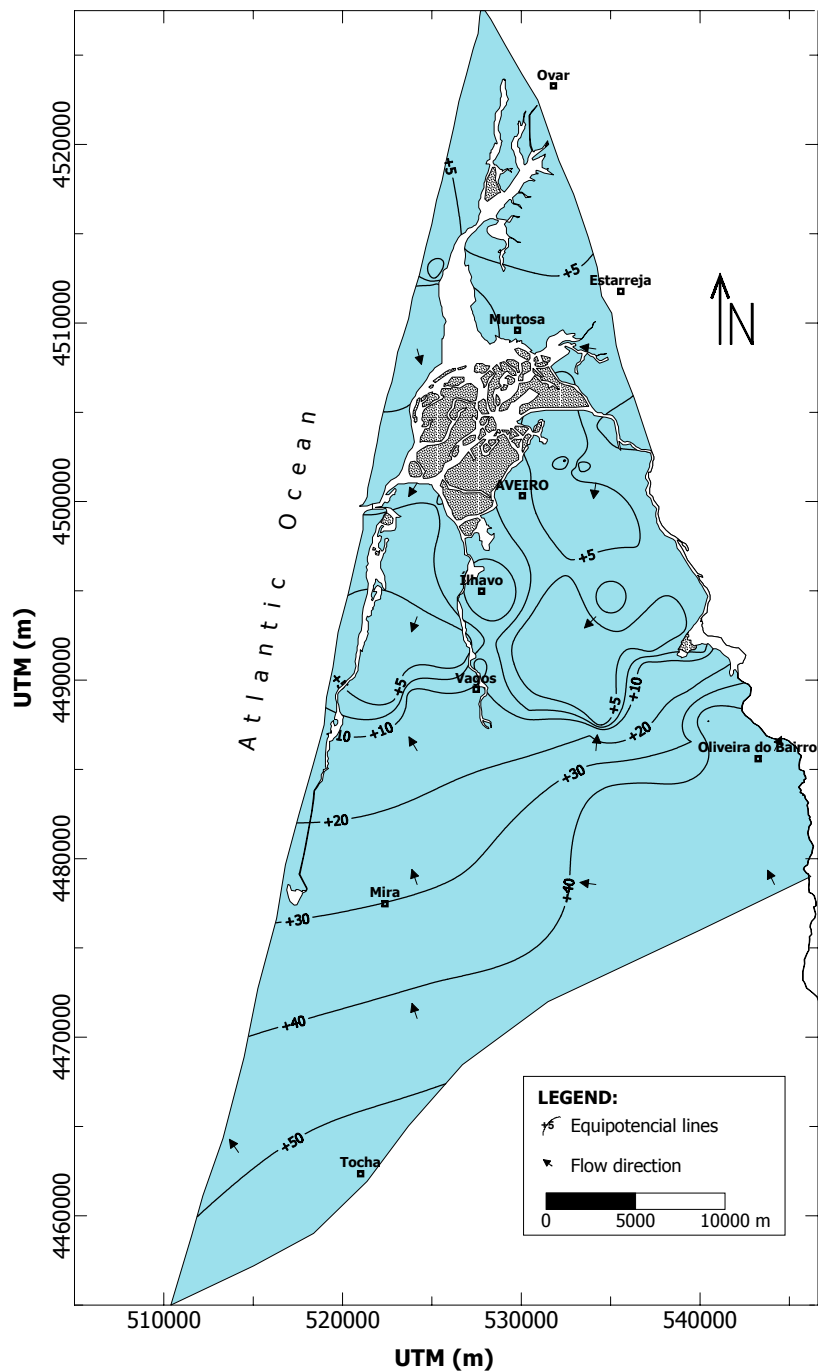 Ovar
4520000
+5
+5
Estarreja
N
4510000
Murtosa
Atlantic Ocean
4500000
AVEIRO
+5
Ílhavo
UTM (m)
4490000
Vagos
+5
+5
+10
10
+10
+20
Oliveira do Bairro
+30
+20
4480000
Mira
+40
+30
+40
4470000
LEGEND:
+5 Equipotencial lines
Flow direction
0 5000 10000 m
+50
Tocha
4460000
510000 520000 530000 540000
UTM (m)